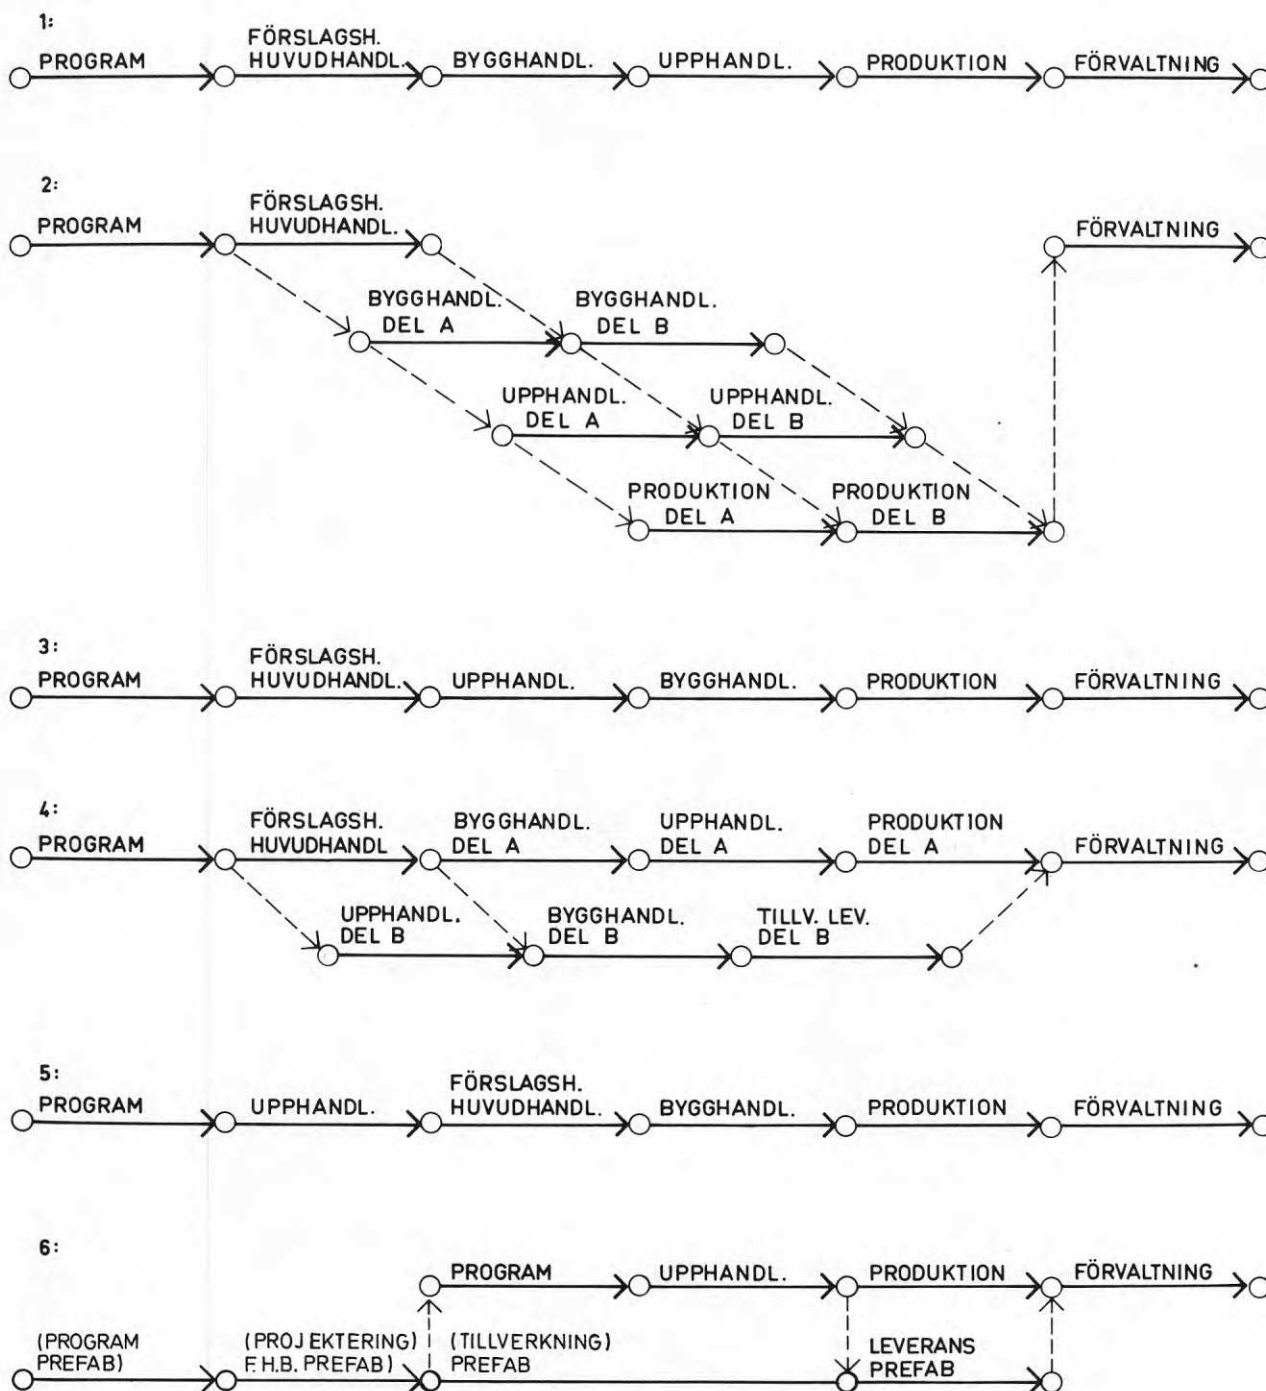 1:
PROGRAM
FÖRSLAGSH.
HUVUDHANDL.
BYGGHANDL.
UPPHANDL.
PRODUKTION
FÖRVALTNING
2:
PROGRAM
FÖRSLAGSH.
HUVUDHANDL.
FÖRVALTNING
BYGGHANDL.
DEL A
BYGGHANDL.
DEL B
UPPHANDL.
DEL A
UPPHANDL.
DEL B
PRODUKTION
DEL A
PRODUKTION
DEL B
3:
PROGRAM
FÖRSLAGSH.
HUVUDHANDL.
UPPHANDL.
BYGGHANDL.
PRODUKTION
FÖRVALTNING
4:
PROGRAM
FÖRSLAGSH.
HUVUDHANDL
BYGGHANDL.
DEL A
UPPHANDL.
DEL A
PRODUKTION
DEL A
FÖRVALTNING
UPPHANDL.
DEL B
BYGGHANDL.
DEL B
TILLV. LEV.
DEL B
5:
PROGRAM
UPPHANDL.
FÖRSLAGSH.
HUVUDHANDL.
BYGGHANDL.
PRODUKTION
FÖRVALTNING
6:
PROGRAM
UPPHANDL.
PRODUKTION
FÖRVALTNING
(PROGRAM
PREFAB)
(PROJEKTERING)
F.H.B. PREFAB)
(TILLVERKNING)
PREFAB
LEVERANS
PREFAB